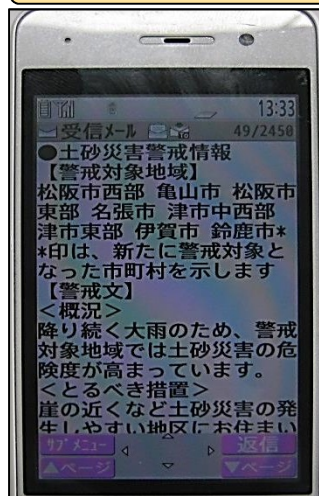 13:33
受信メール 49/2450
●土砂災害警戒情報
【警戒対象地域】
松阪市西部 亀山市 松阪市
東部 名張市 津市中西部
津市東部 伊賀市 鈴鹿市*
*印は、新たに警戒対象と
なった市町村を示します
【警戒文】
<概況>
降り続く大雨のため、警戒
対象地域では土砂災害の危
険度が高まっています。
<とるべき措置>
崖の近くなど土砂災害の発
生しやすい地区にお住まい
サブメニュー 返信
▲ページ ▼ページ